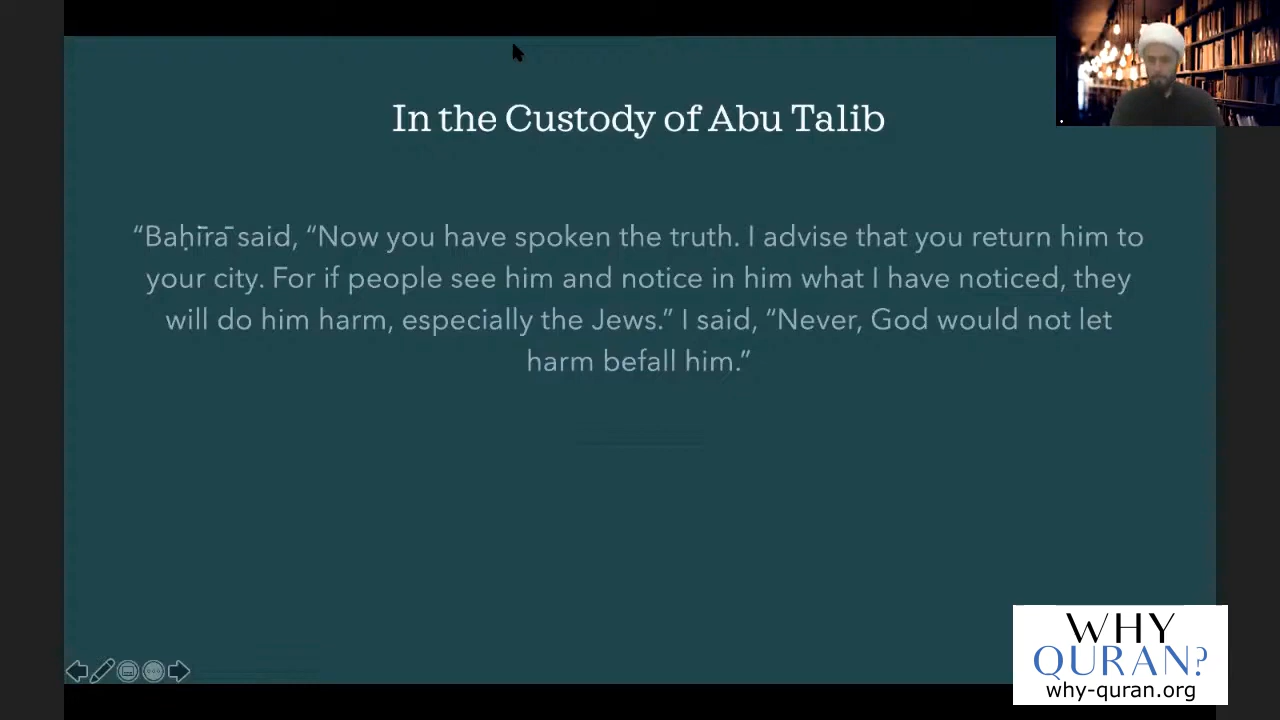 In the Custody of Abu Talib
“Baḥīrā said, “Now you have spoken the truth. I advise that you return him to
your city. For if people see him and notice in him what I have noticed, they
will do him harm, especially the Jews.” I said, “Never, God would not let
harm befall him.”
WHY
QURAN?
why-quran.org